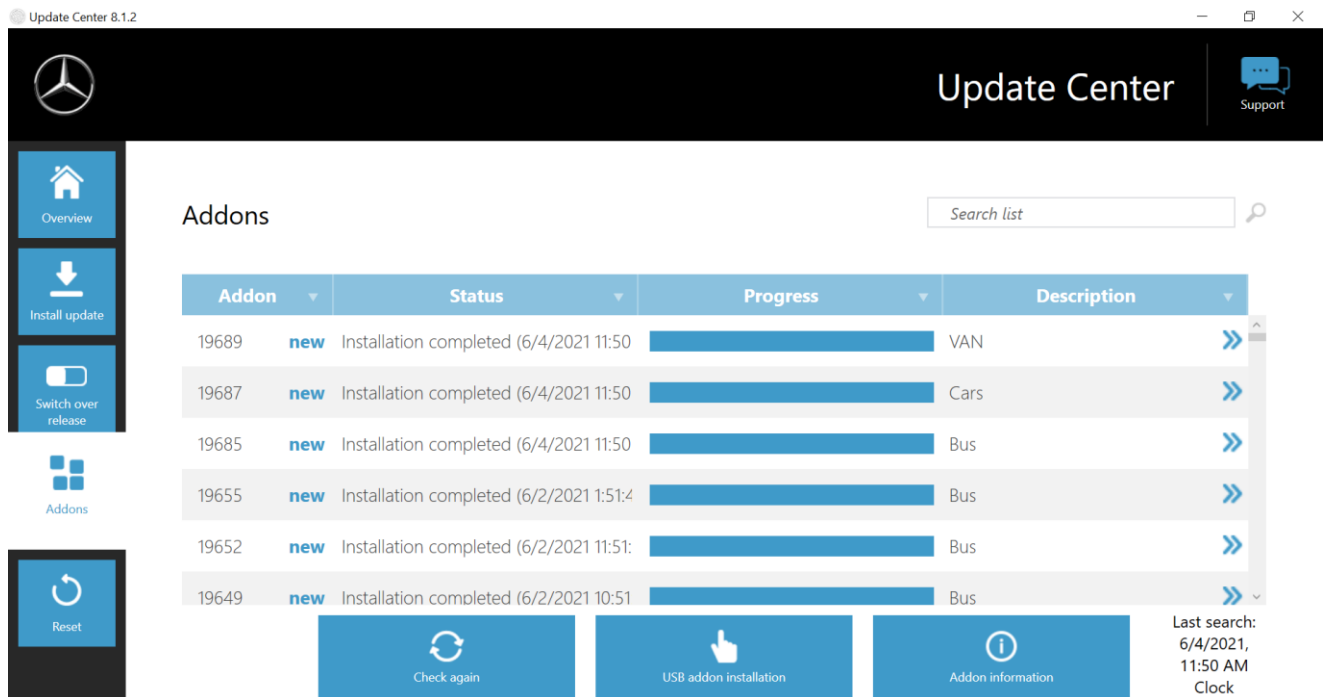 Update Center 8.1.2
Update Center
Support
Overview
Install update
Switch over
release
Addons
Reset
Addons
Search list
Addon Status Progress Description
19689 new Installation completed (6/4/2021 11:50 VAN
19687 new Installation completed (6/4/2021 11:50 Cars
19685 new Installation completed (6/4/2021 11:50 Bus
19655 new Installation completed (6/2/2021 1:51:4 Bus
19652 new Installation completed (6/2/2021 11:51: Bus
19649 new Installation completed (6/2/2021 10:51 Bus
Check again
USB addon installation
Addon information
Last search:
6/4/2021,
11:50 AM
Clock